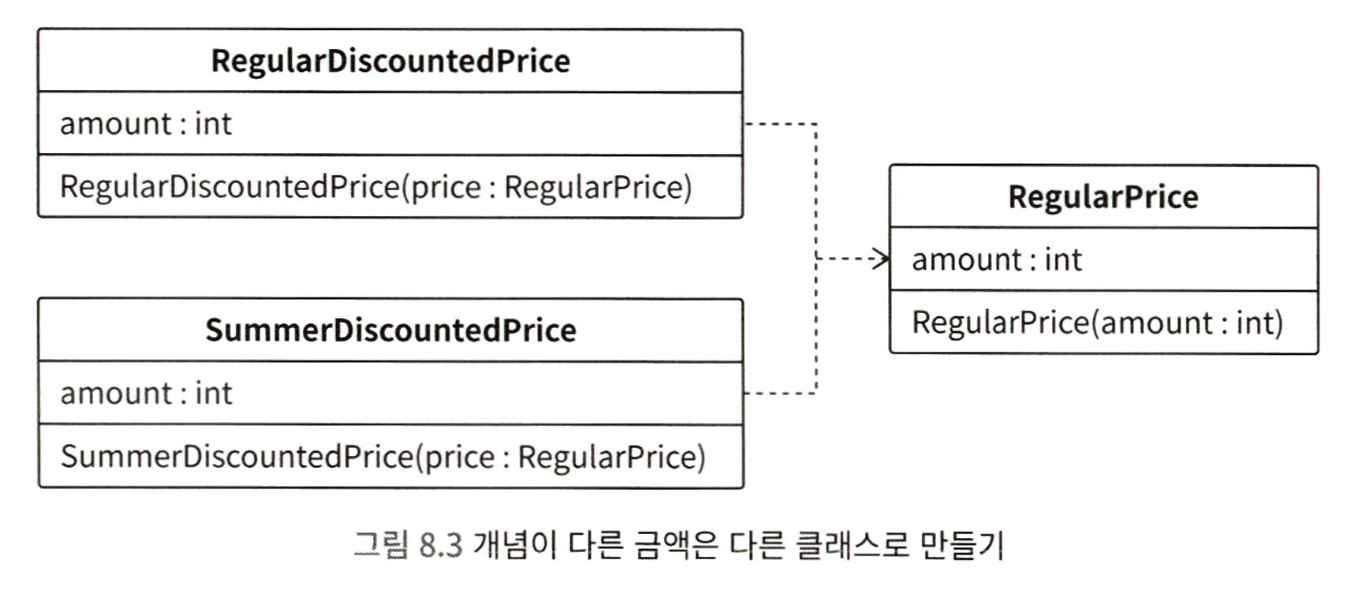 RegularDiscountedPrice
amount : int
RegularDiscountedPrice(price : RegularPrice)
SummerDiscountedPrice
amount : int
SummerDiscountedPrice(price : RegularPrice)
RegularPrice
amount : int
RegularPrice(amount : int)
그림 8.3 개념이 다른 금액은 다른 클래스로 만들기